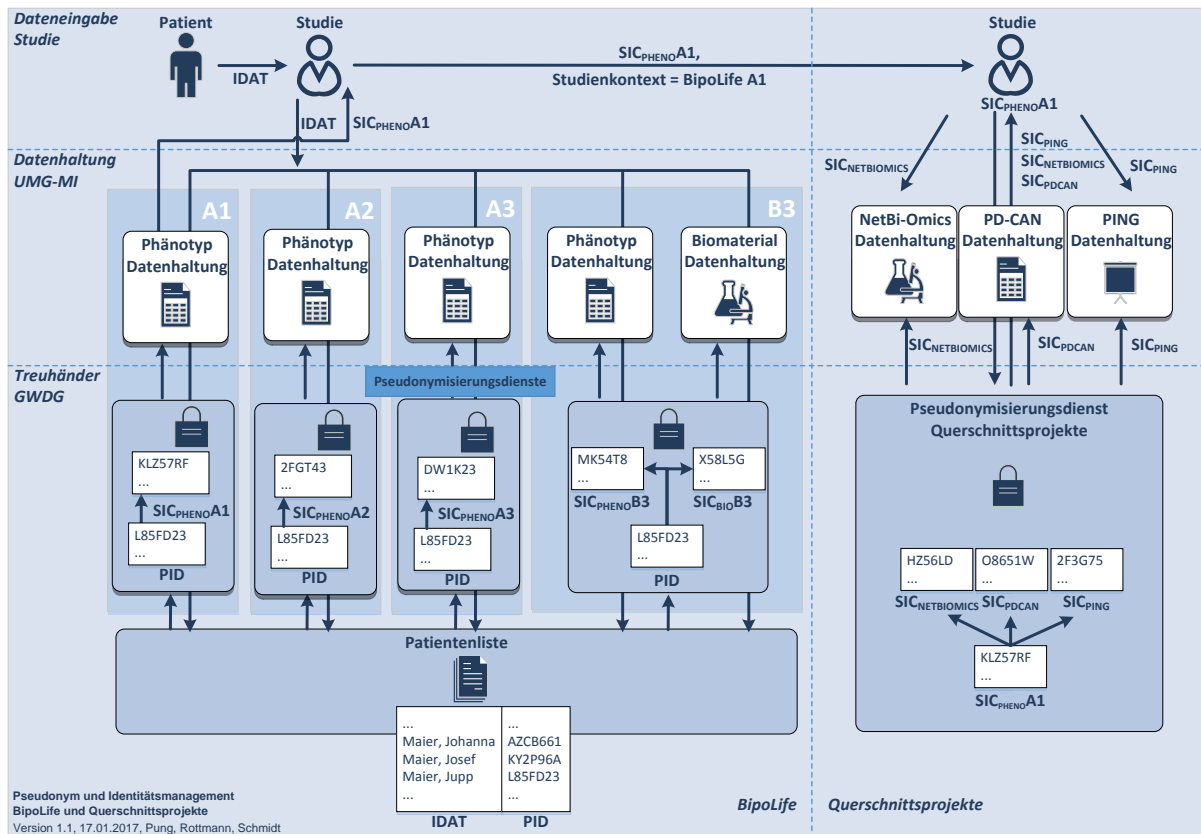 Dateneingabe
Studie
Patient
Studie
Studie
IDAT
SICPHENOA1,
Studienkontext = BipoLife A1
SICPHENOA1
IDAT
SICPHENOA1
Datenhaltung
UMG-MI
SICNETBIOMICS
SICPING
SICNETBIOMICS
SICPDCAN
SICPING
A1
A2
A3
B3
Phänotyp
Datenhaltung
Phänotyp
Datenhaltung
Phänotyp
Datenhaltung
Phänotyp
Datenhaltung
Biomaterial
Datenhaltung
NetBi-Omics
Datenhaltung
PD-CAN
Datenhaltung
PING
Datenhaltung
SICNETBIOMICS
SICPDCAN
SICPING
Treuhänder
GWDG
Pseudonymisierungsdienste
KLZ57RF
...
SICPHENOA1
L85FD23
...
PID
2FGT43
...
SICPHENOA2
L85FD23
...
PID
DW1K23
...
SICPHENOA3
L85FD23
...
PID
MK54T8
...
SICPHENOB3
X58L5G
...
SICBIOB3
L85FD23
...
PID
Pseudonymisierungsdienst
Querschnittsprojekte
HZ56LD
...
SICNETBIOMICS
O8651W
...
SICPDCAN
2F3G75
...
SICPING
KLZ57RF
...
SICPHENOA1
Patientenliste
... ...
Maier, Johanna AZCB661
Maier, Josef KY2P96A
Maier, Jupp L85FD23
... ...
IDAT PID
Pseudonym und Identitätsmanagement
BipoLife und Querschnittsprojekte
Version 1.1, 17.01.2017, Pung, Rottmann, Schmidt
BipoLife
Querschnittsprojekte